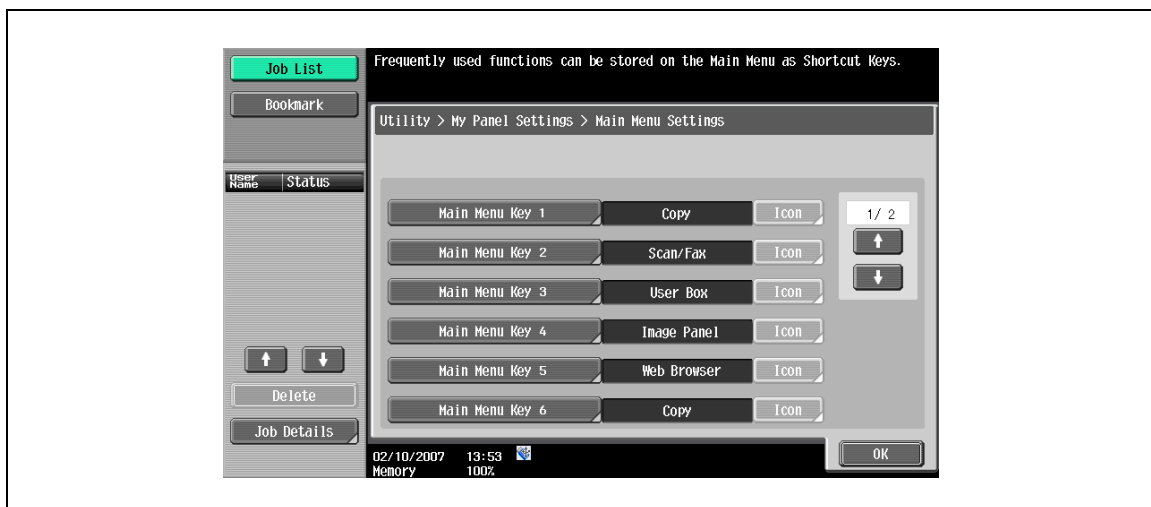 Job List
Bookmark
User Name Status
Delete
Job Details
Frequently used functions can be stored on the Main Menu as Shortcut Keys.
Utility > My Panel Settings > Main Menu Settings
Main Menu Key 1 Copy Icon
Main Menu Key 2 Scan/Fax Icon
Main Menu Key 3 User Box Icon
Main Menu Key 4 Image Panel Icon
Main Menu Key 5 Web Browser Icon
Main Menu Key 6 Copy Icon
1/ 2
02/10/2007 13:53
Memory 100%
OK